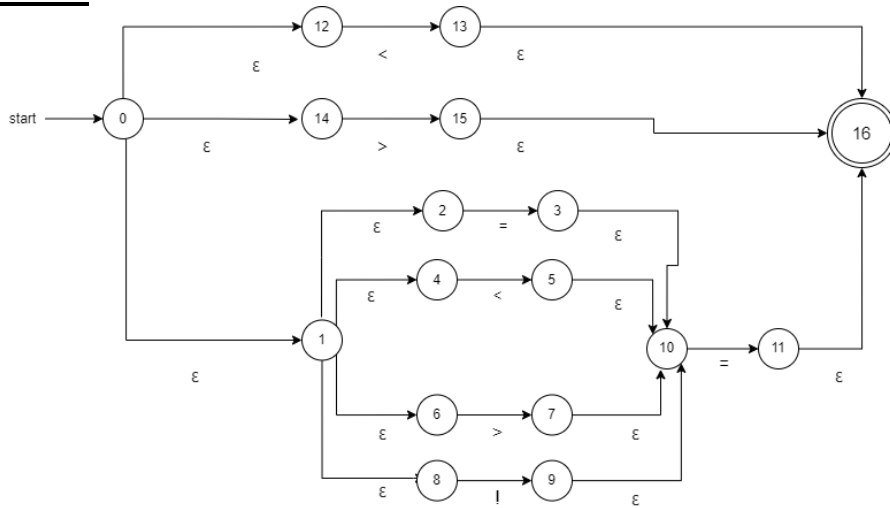 12 < 13 ε
ε
start 0 ε 14 > 15 ε 16
ε 2 = 3 ε
ε 4 < 5 ε
1 10 = 11 ε
ε
ε 6 > 7 ε
ε 8 ! 9 ε